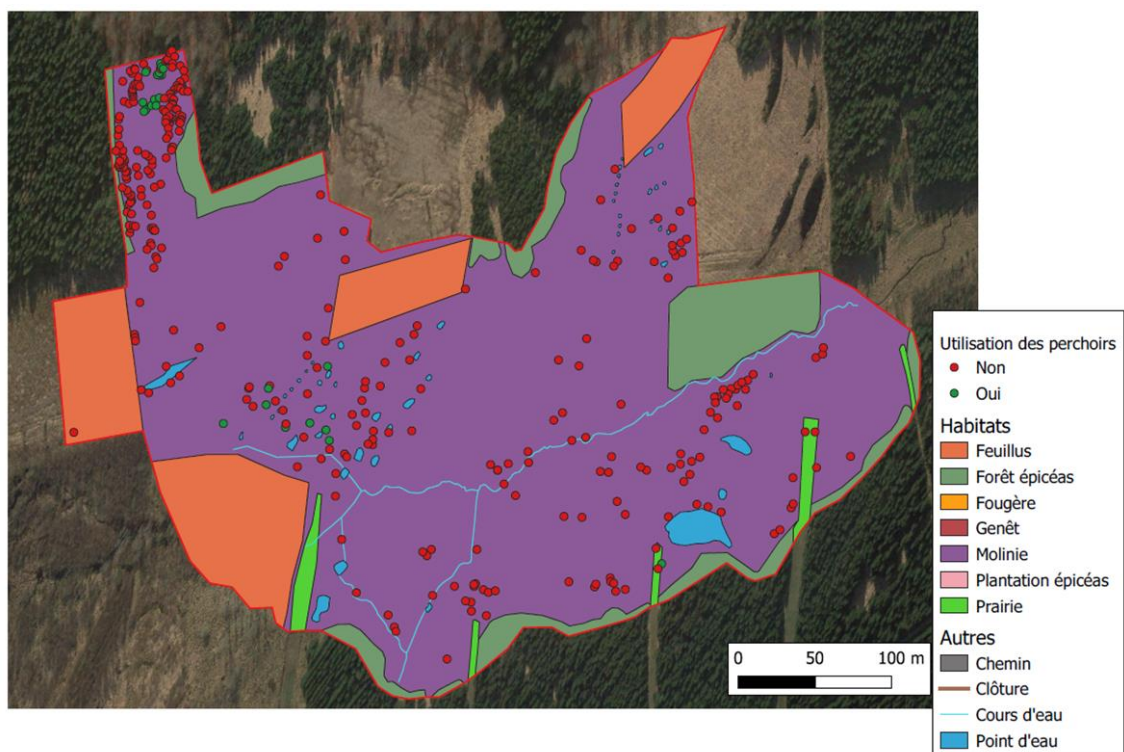 Utilisation des perchoirs
Non
Oui
Habitats
Feuillus
Forêt épicéas
Fougère
Genêt
Molinie
Plantation épicéas
Prairie
Autres
Chemin
Clôture
Cours d'eau
Point d'eau
0 50 100 m